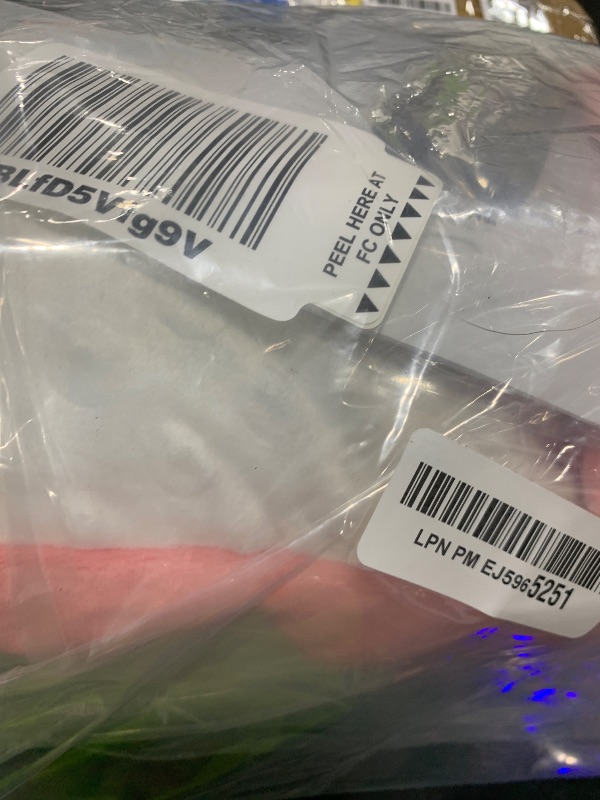 PEEL HERE AT
FC ONLY
LPN PM EJ5965251